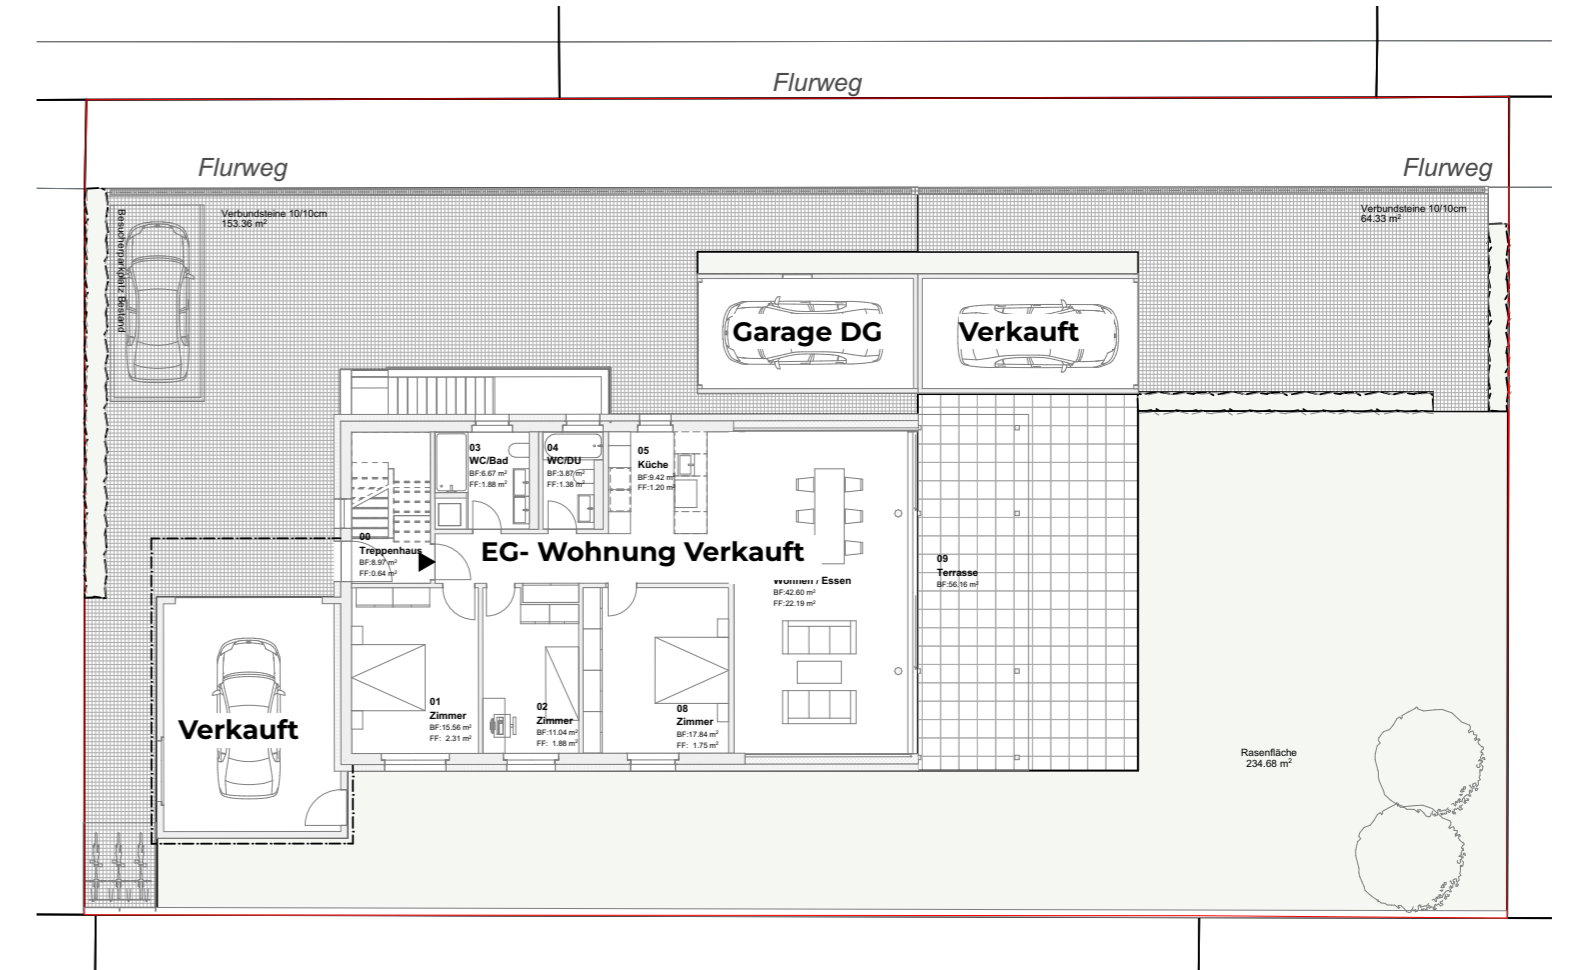 Flurweg
Flurweg
Flurweg
Verbundsteine 10/10cm
153.36 m²
Verbundsteine 10/10cm
64.33 m²
Besucherparkplatz Bestand
Garage DG
Verkauft
03
WC/Bad
BF:6.67 m²
FF:1.88 m²
04
WC/DU
BF:3.87 m²
FF:1.38 m²
05
Küche
BF:9.42 m²
FF:1.20 m²
00
Treppenhaus
BF:8.97 m²
FF:0.64 m²
EG- Wohnung Verkauft
Wohnen / Essen
BF:42.60 m²
FF:22.19 m²
09
Terrasse
BF:56.16 m²
01
Zimmer
BF:15.56 m²
FF: 2.31 m²
02
Zimmer
BF:11.04 m²
FF: 1.88 m²
08
Zimmer
BF:17.84 m²
FF: 1.75 m²
Verkauft
Rasenfläche
234.68 m²